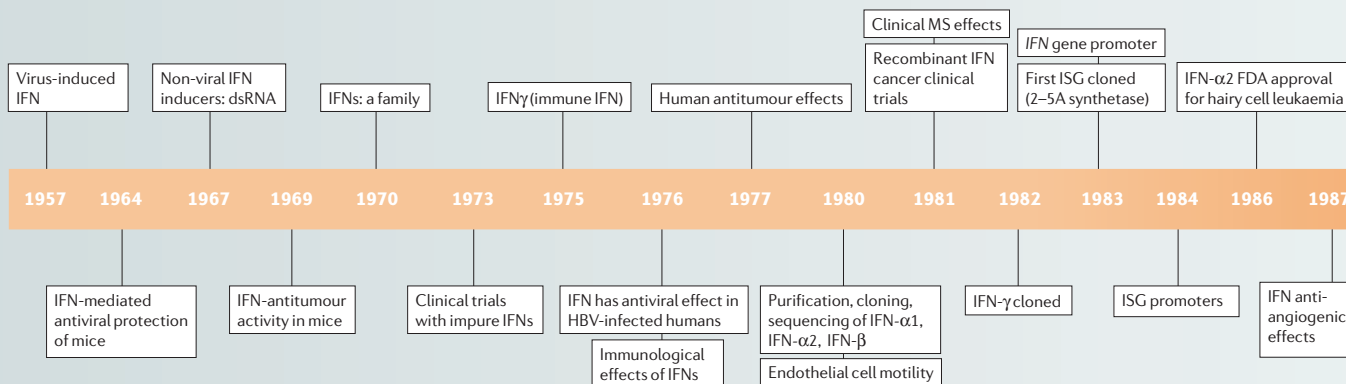 Clinical MS effects
Recombinant IFN
cancer clinical
trials
IFN gene promoter
First ISG cloned
(2–5A synthetase)
Virus-induced
IFN
Non-viral IFN
inducers: dsRNA
IFNs: a family
IFNγ (immune IFN)
Human antitumour effects
IFN-α2 FDA approval
for hairy cell leukaemia
1957 1964 1967 1969 1970 1973 1975 1976 1977 1980 1981 1982 1983 1984 1986 1987
IFN-mediated
antiviral protection
of mice
IFN-antitumour
activity in mice
Clinical trials
with impure IFNs
IFN has antiviral effect in
HBV-infected humans
Immunological
effects of IFNs
Purification, cloning,
sequencing of IFN-α1,
IFN-α2, IFN-β
Endothelial cell motility
IFN-γ cloned
ISG promoters
IFN anti-
angiogenic
effects